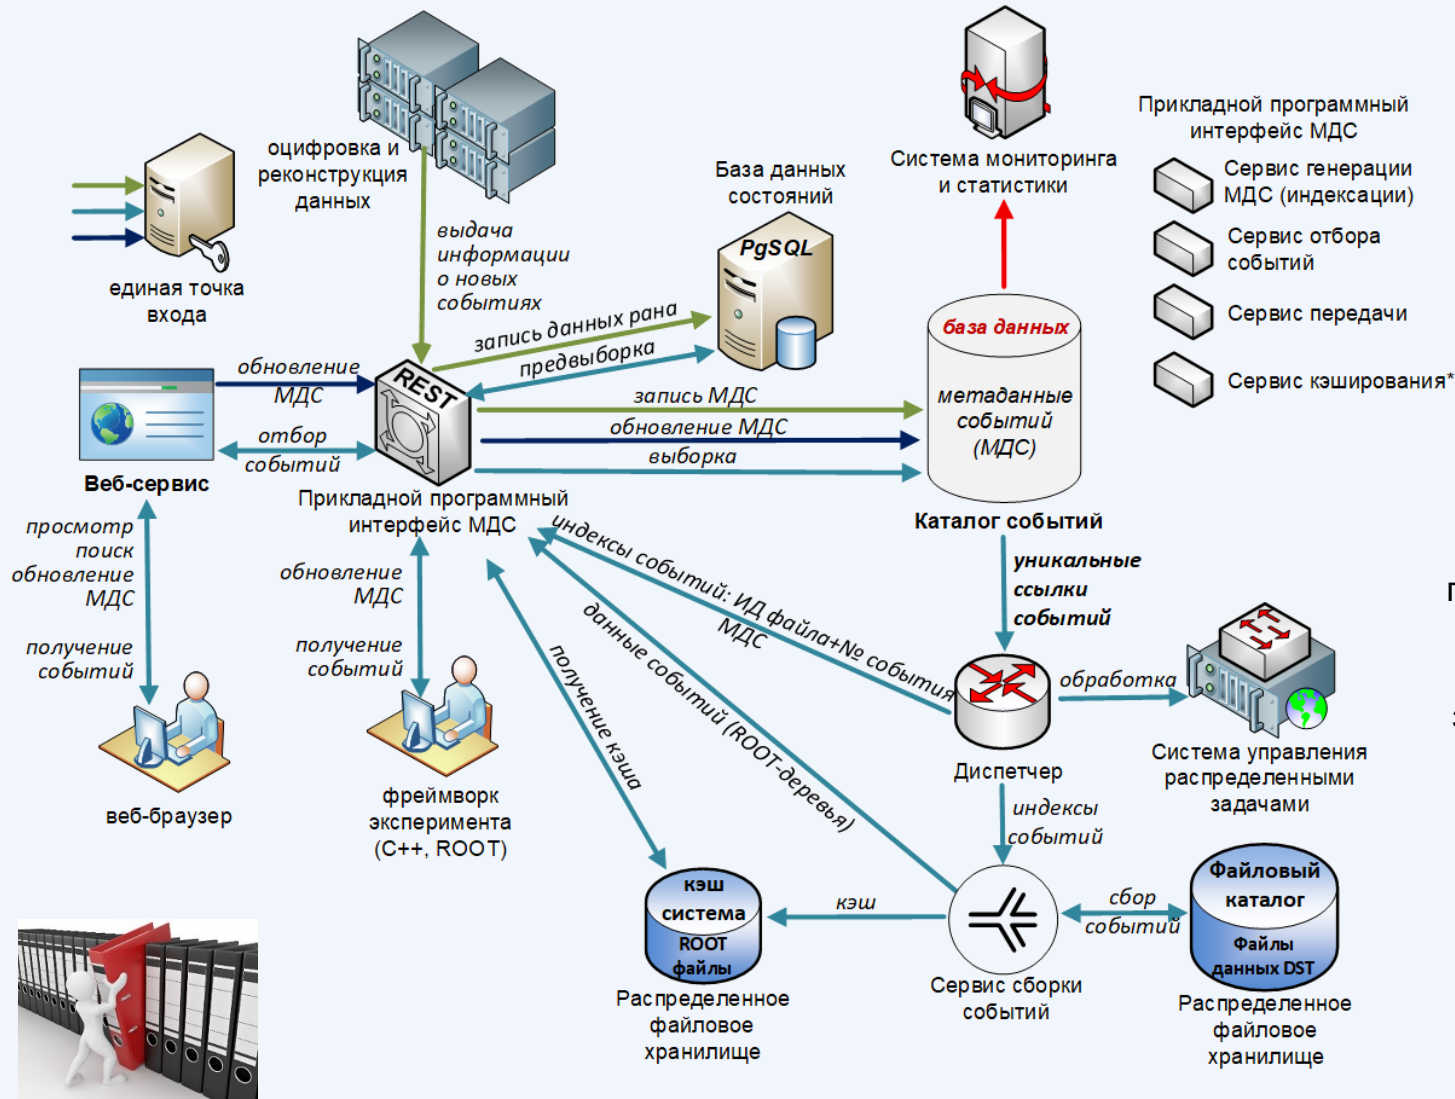 оцифровка и
реконструкция
данных
единая точка
входа
выдача
информации
о новых
событиях
База данных
состояний
PgSQL
Система мониторинга
и статистики
Прикладной программный
интерфейс МДС
Сервис генерации
МДС (индексации)
Сервис отбора
событий
Сервис передачи
Сервис кэширования*
запись данных рана
предвыборка
база данных
метаданные
событий
(МДС)
Каталог событий
обновление
МДС
отбор
событий
Веб-сервис
REST
Прикладной программный
интерфейс МДС
запись МДС
обновление МДС
выборка
просмотр
поиск
обновление
МДС
получение
событий
веб-браузер
обновление
МДС
получение
событий
фреймворк
эксперимента
(C++, ROOT)
индексы событий: ИД файла+№ события
МДС
данные событий (ROOT-деревья)
получение кэша
уникальные
ссылки
событий
Диспетчер
обработка
Система управления
распределенными
задачами
индексы
событий
кэш
система
ROOT
файлы
Распределенное
файловое
хранилище
кэш
Сервис сборки
событий
сбор
событий
Файловый
каталог
Файлы
данных DST
Распределенное
файловое
хранилище